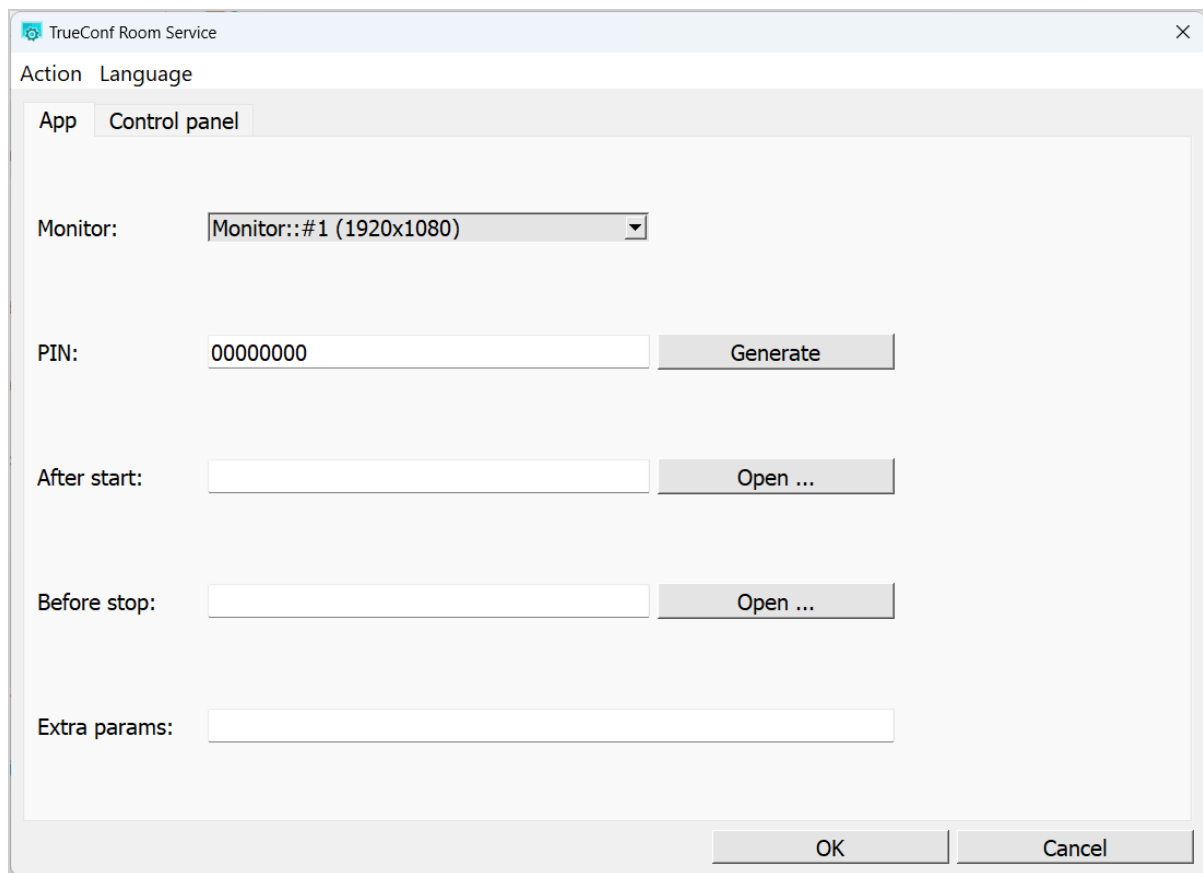 TrueConf Room Service
Action Language
App Control panel
Monitor: Monitor::#1 (1920x1080)
PIN: 00000000 Generate
After start: Open ...
Before stop: Open ...
Extra params:
OK Cancel